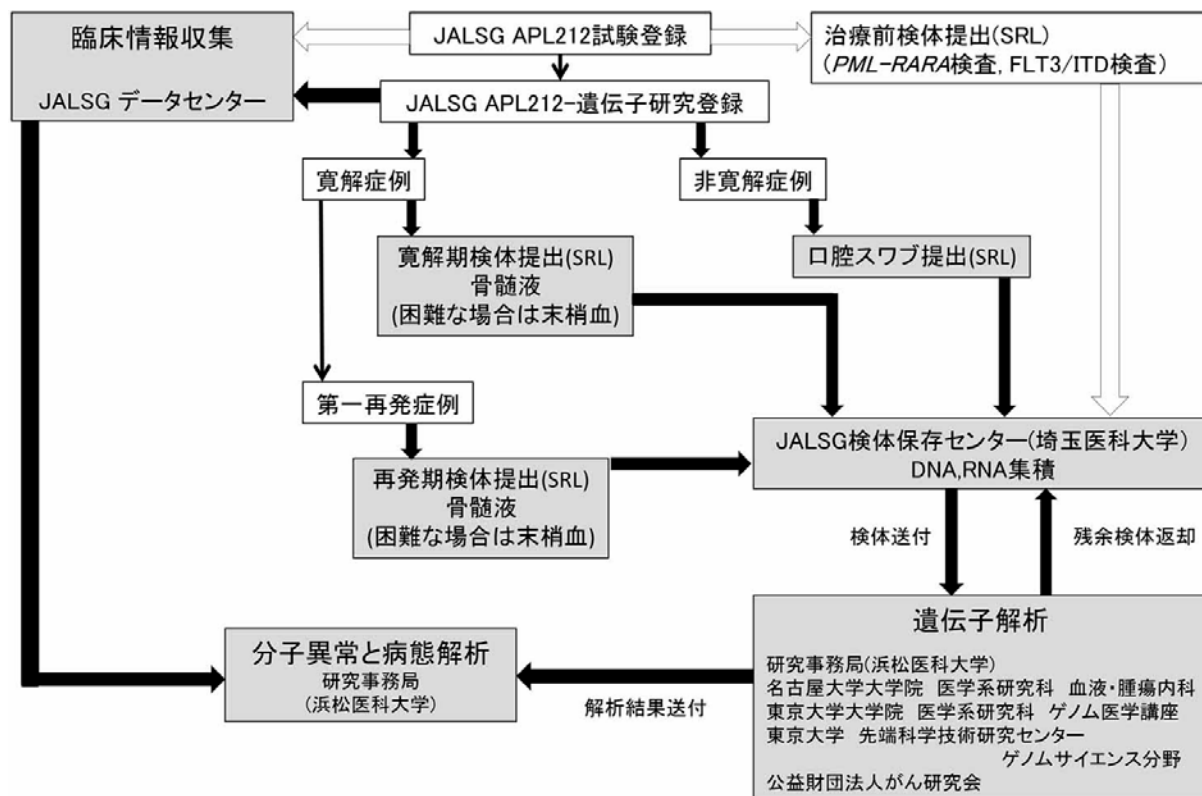 臨床情報収集
JALSG データセンター
JALSG APL212試験登録
治療前検体提出(SRL)
(PML-RARA検査, FLT3/ITD検査)
JALSG APL212-遺伝子研究登録
寛解症例
非寛解症例
寛解期検体提出(SRL)
骨髄液
(困難な場合は末梢血)
口腔スワブ提出(SRL)
第一再発症例
JALSG検体保存センター(埼玉医科大学)
DNA,RNA集積
再発期検体提出(SRL)
骨髄液
(困難な場合は末梢血)
検体送付
残余検体返却
分子異常と病態解析
研究事務局
(浜松医科大学)
解析結果送付
遺伝子解析
研究事務局(浜松医科大学)
名古屋大学大学院 医学系研究科 血液・腫瘍内科
東京大学大学院 医学系研究科 ゲノム医学講座
東京大学 先端科学技術研究センター
ゲノムサイエンス分野
公益財団法人がん研究会